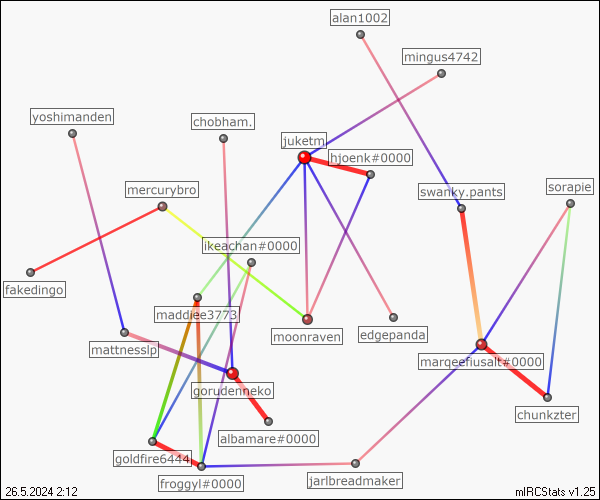 alan1002
mingus4742
yoshimanden
chobham.
juketm
hjoenk#0000
mercurybro
swanky.pants
sorapie
ikeachan#0000
fakedingo
maddiee3773
moonraven
edgepanda
mattnesslp
marqeefiusalt#0000
gorudenneko
chunkzter
albamare#0000
goldfire6444
froggyl#0000
jarlbreadmaker
26.5.2024 2:12
mIRCStats v1.25